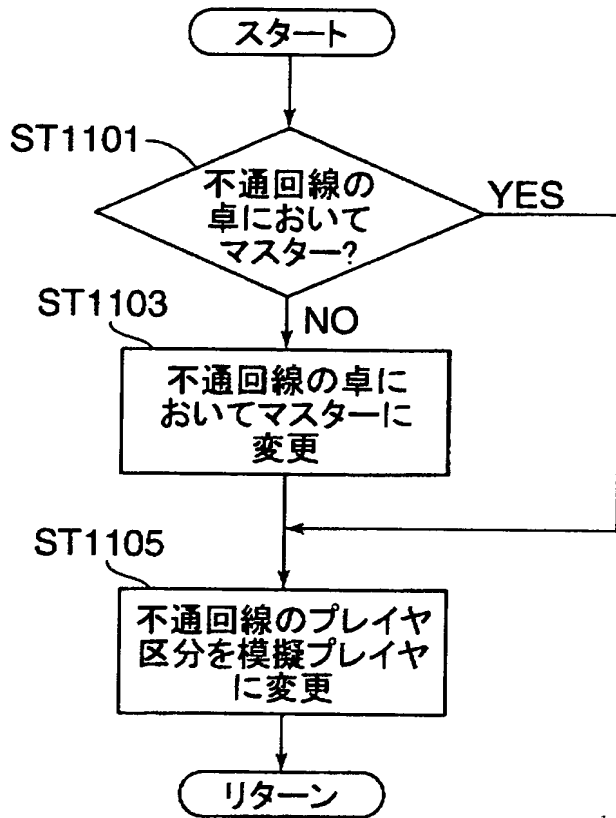 スタート
ST1101
不通回線の
卓において
マスター?
YES
ST1103
NO
不通回線の卓に
おいてマスターに
変更
ST1105
不通回線のプレイヤ
区分を模擬プレイヤ
に変更
リターン